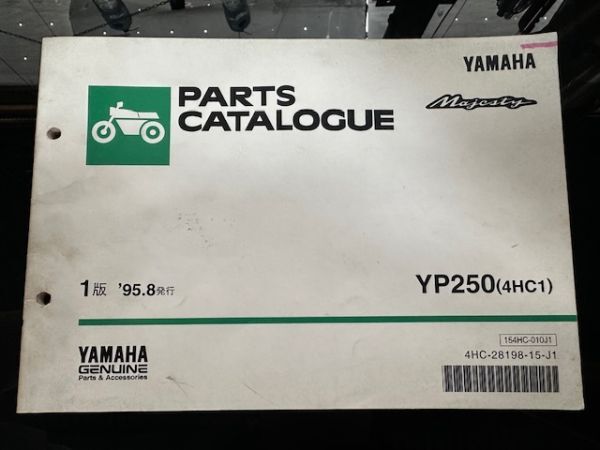 YAMAHA
Majesty
PARTS
CATALOGUE
1版 '95.8発行
YP250(4HC1)
154HC-010J1
4HC-28198-15-J1
YAMAHA
GENUINE
Parts & Accessories